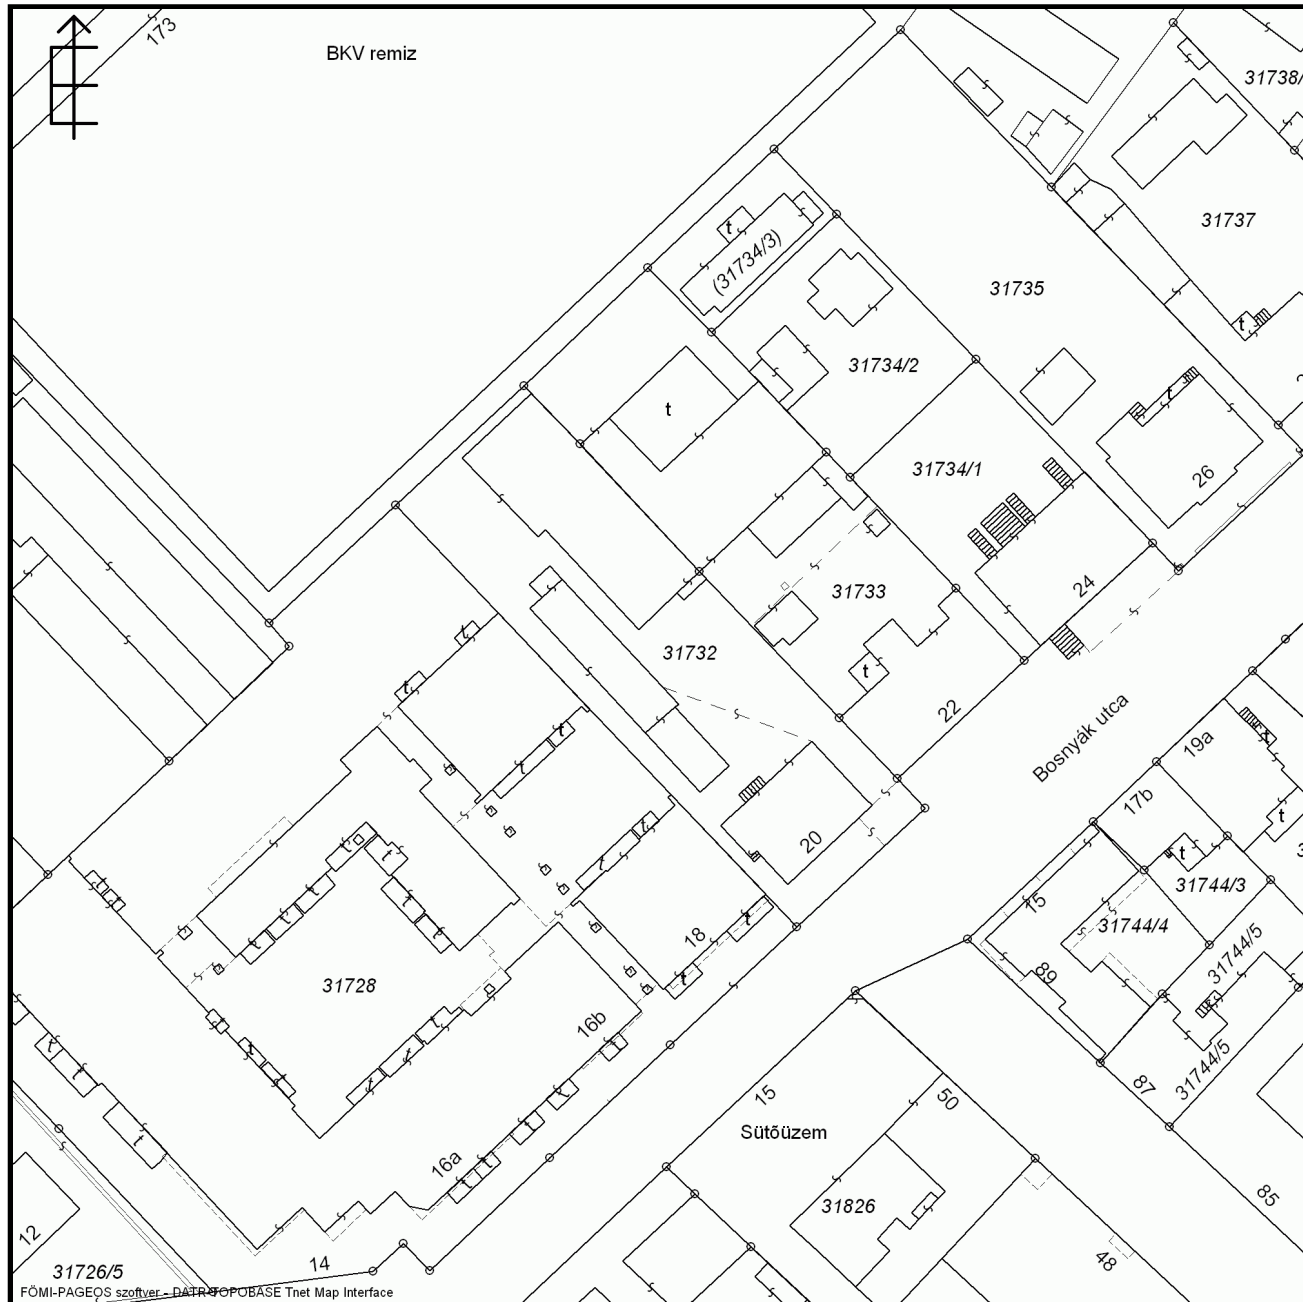 173
BKV remiz
31738/
31737
(31734/3)
t
31735
t
31734/2
t
t
31734/1
26
31733
24
31732
t
t
t
22
Bosnyák utca
19a
t
t
t
t
17b
t
20
t
t
t
t
t
31744/3
15
18
t
31744/4
31744/5
t
89
31728
16b
t
t
87
31744/5
t
15
50
Sütőüzem
16a
85
31826
12
48
14
31726/5
FÖMI-PAGEOS szoftver - DATR-TOPOBASE Tnet Map Interface